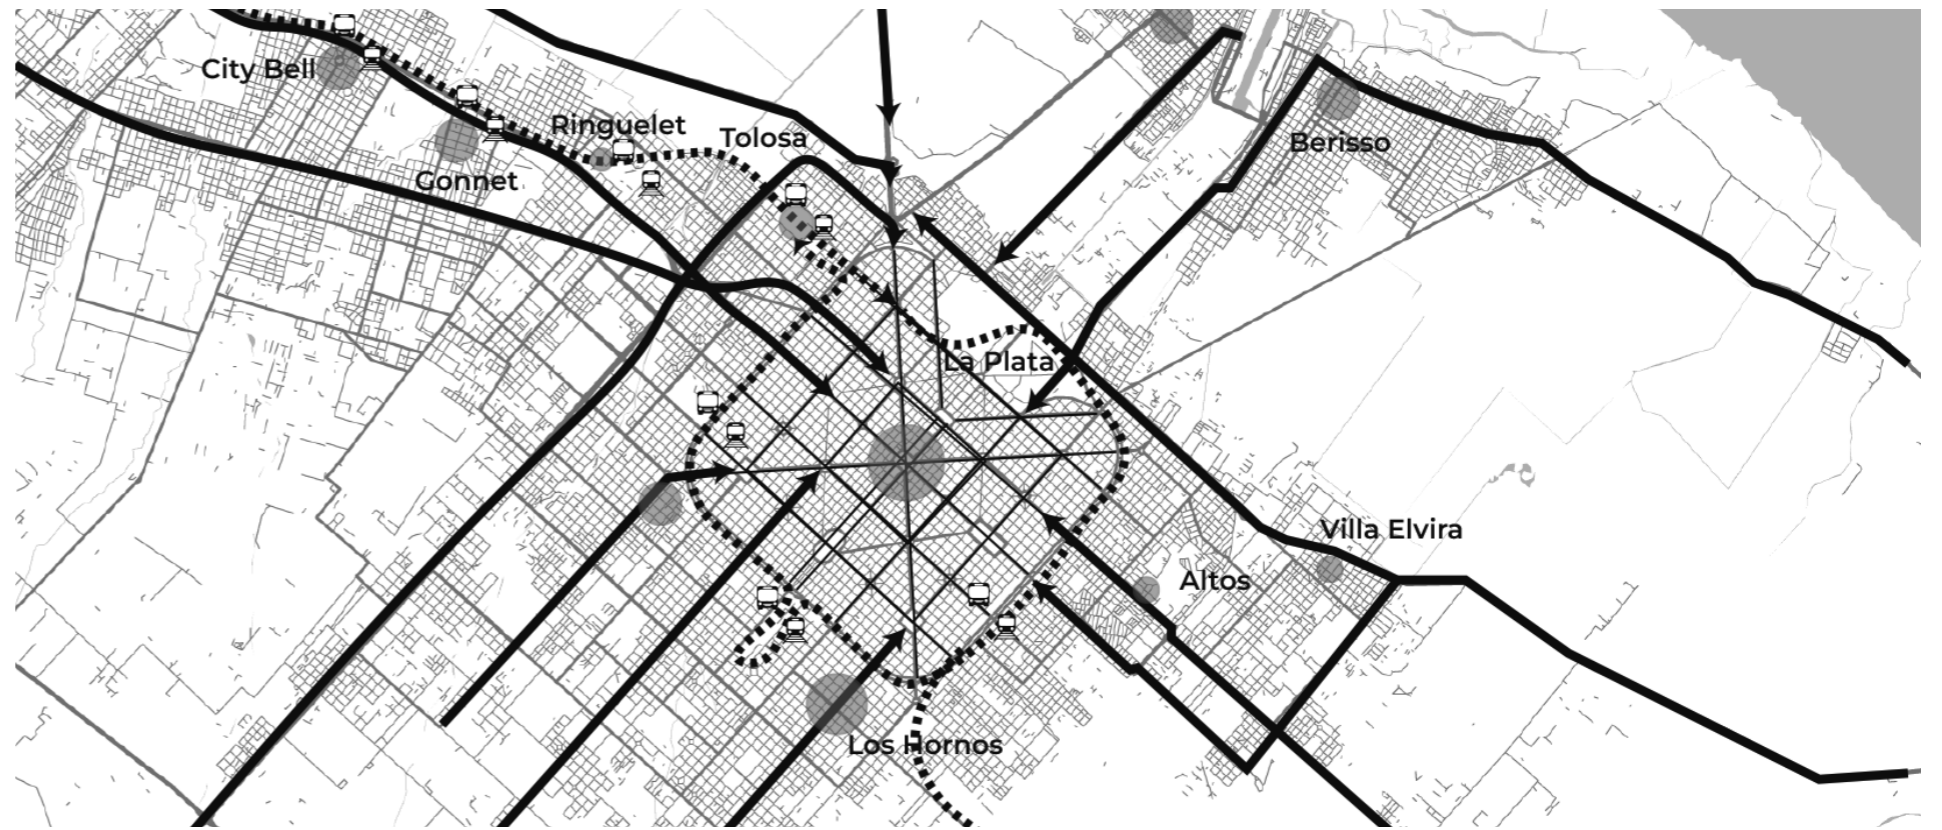 City Bell
Ringuelet
Tolosa
Gonnet
Berisso
La Plata
Villa Elvira
Altos
Los Hornos